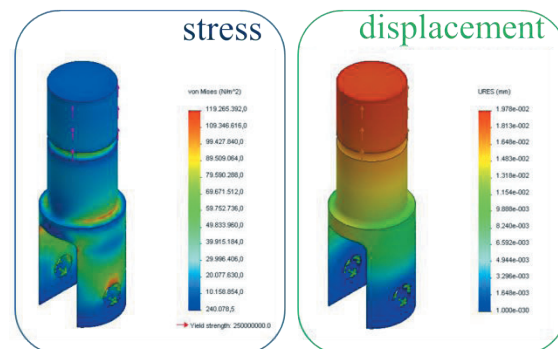 stress
von Mises (N/m^2)
119.265.392,0
109.346.616,0
99.427.840,0
89.509.064,0
79.590.288,0
69.671.512,0
59.752.736,0
49.833.960,0
39.915.184,0
29.996.406,0
20.077.630,0
10.158.854,0
240.078,5
Yield strength: 250000000.0
displacement
URES (mm)
1.978e-002
1.813e-002
1.648e-002
1.483e-002
1.318e-002
1.154e-002
9.888e-003
8.240e-003
6.592e-003
4.944e-003
3.296e-003
1.648e-003
1.000e-030